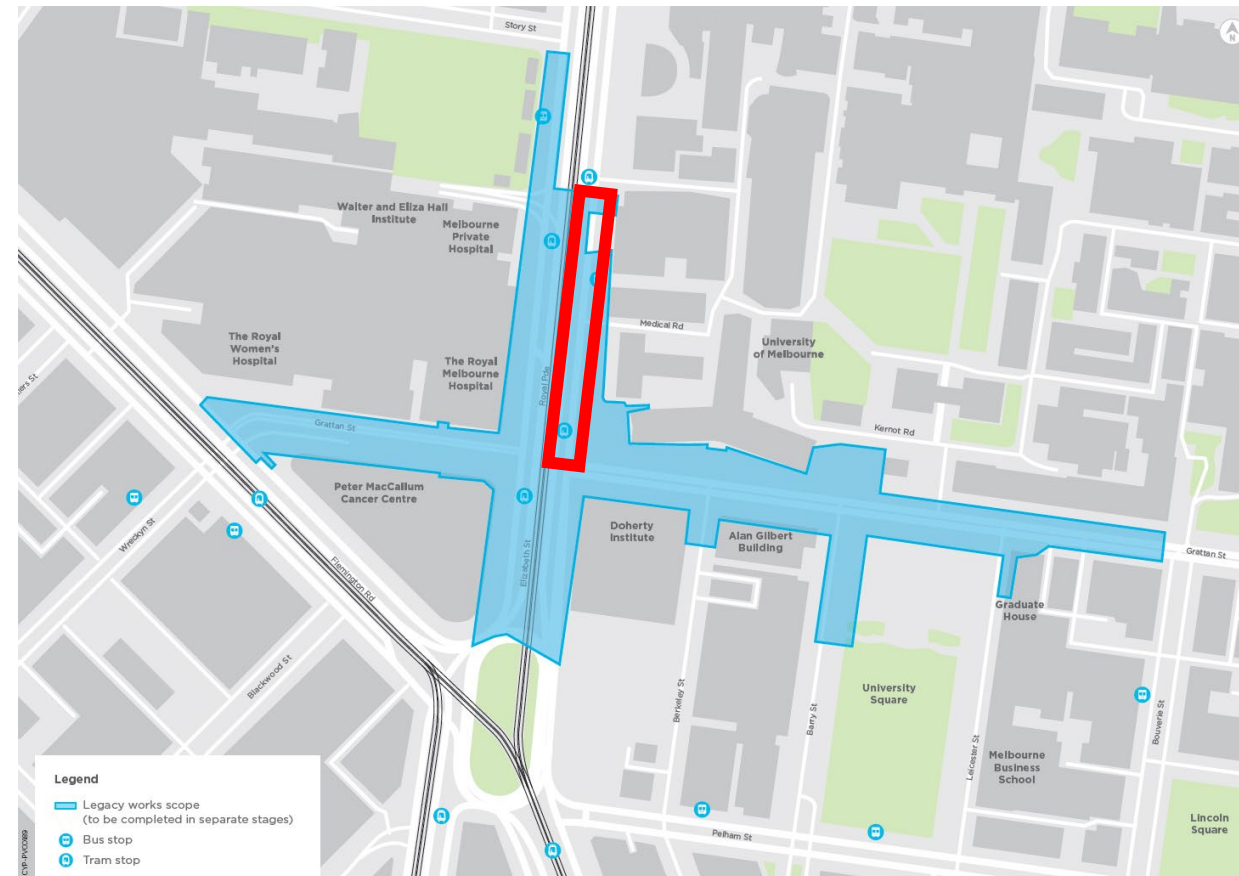 Story St
N
Walter and Eliza Hall
Institute
Melbourne
Private
Hospital
Medical Rd
The Royal
Women's
Hospital
The Royal
Melbourne
Hospital
University
of Melbourne
Royal Pde
Grattan St
Kernot Rd
Peter MacCallum
Cancer Centre
Wreckyn St
Flemington Rd
Elizabeth St
Doherty
Institute
Alan Gilbert
Building
Grattan St
Graduate
House
Blackwood St
Berkeley St
Barry St
University
Square
Leicester St
Bouverie St
Melbourne
Business
School
Lincoln
Square
Pelham St
Legend
Legacy works scope
(to be completed in separate stages)
Bus stop
Tram stop